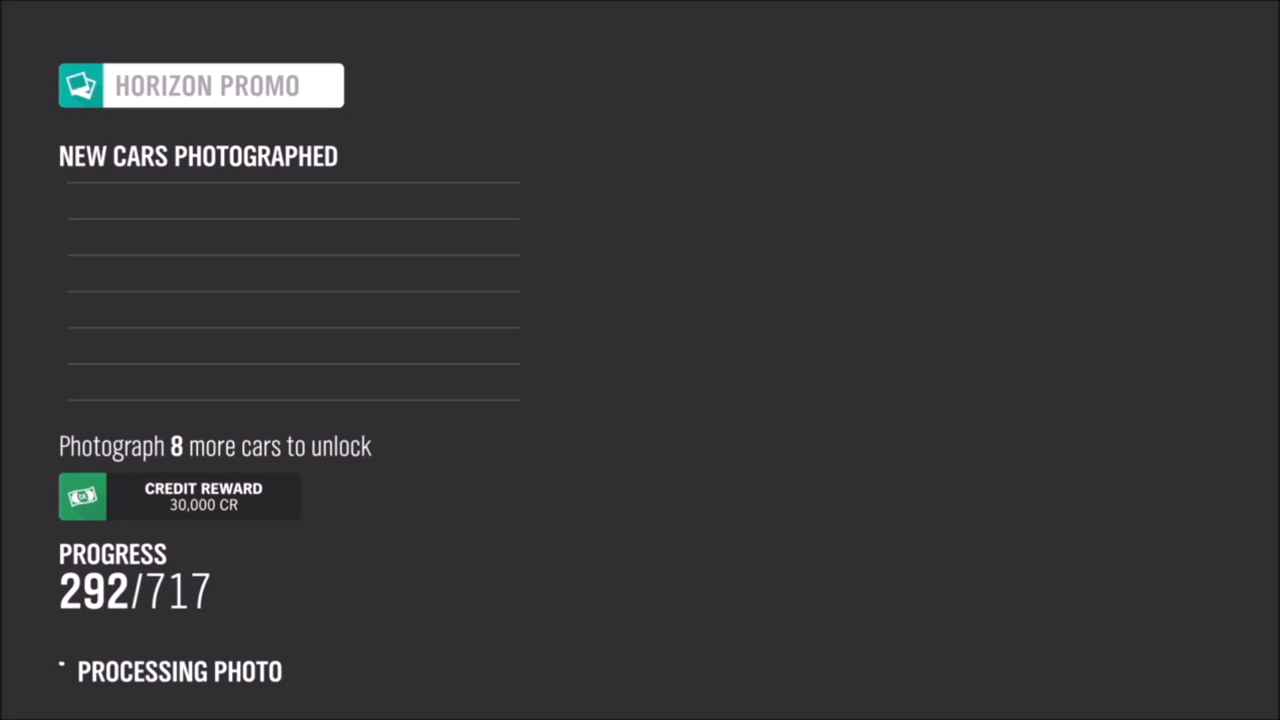 HORIZON PROMO
NEW CARS PHOTOGRAPHED
Photograph 8 more cars to unlock
CREDIT REWARD
30,000 CR
PROGRESS
292/717
PROCESSING PHOTO